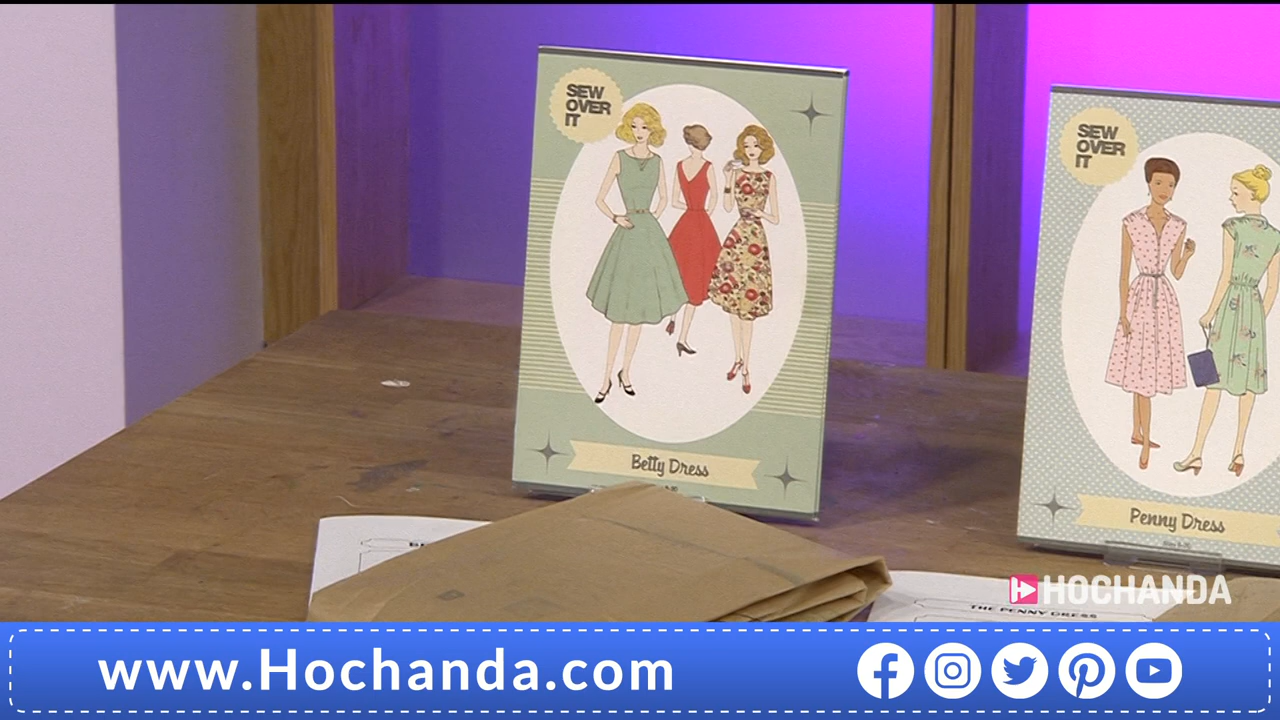 SEW
OVER
IT
Betty Dress
SEW
OVER
IT
Penny Dress
THE PENNY DRESS
HOCHANDA
www.Hochanda.com